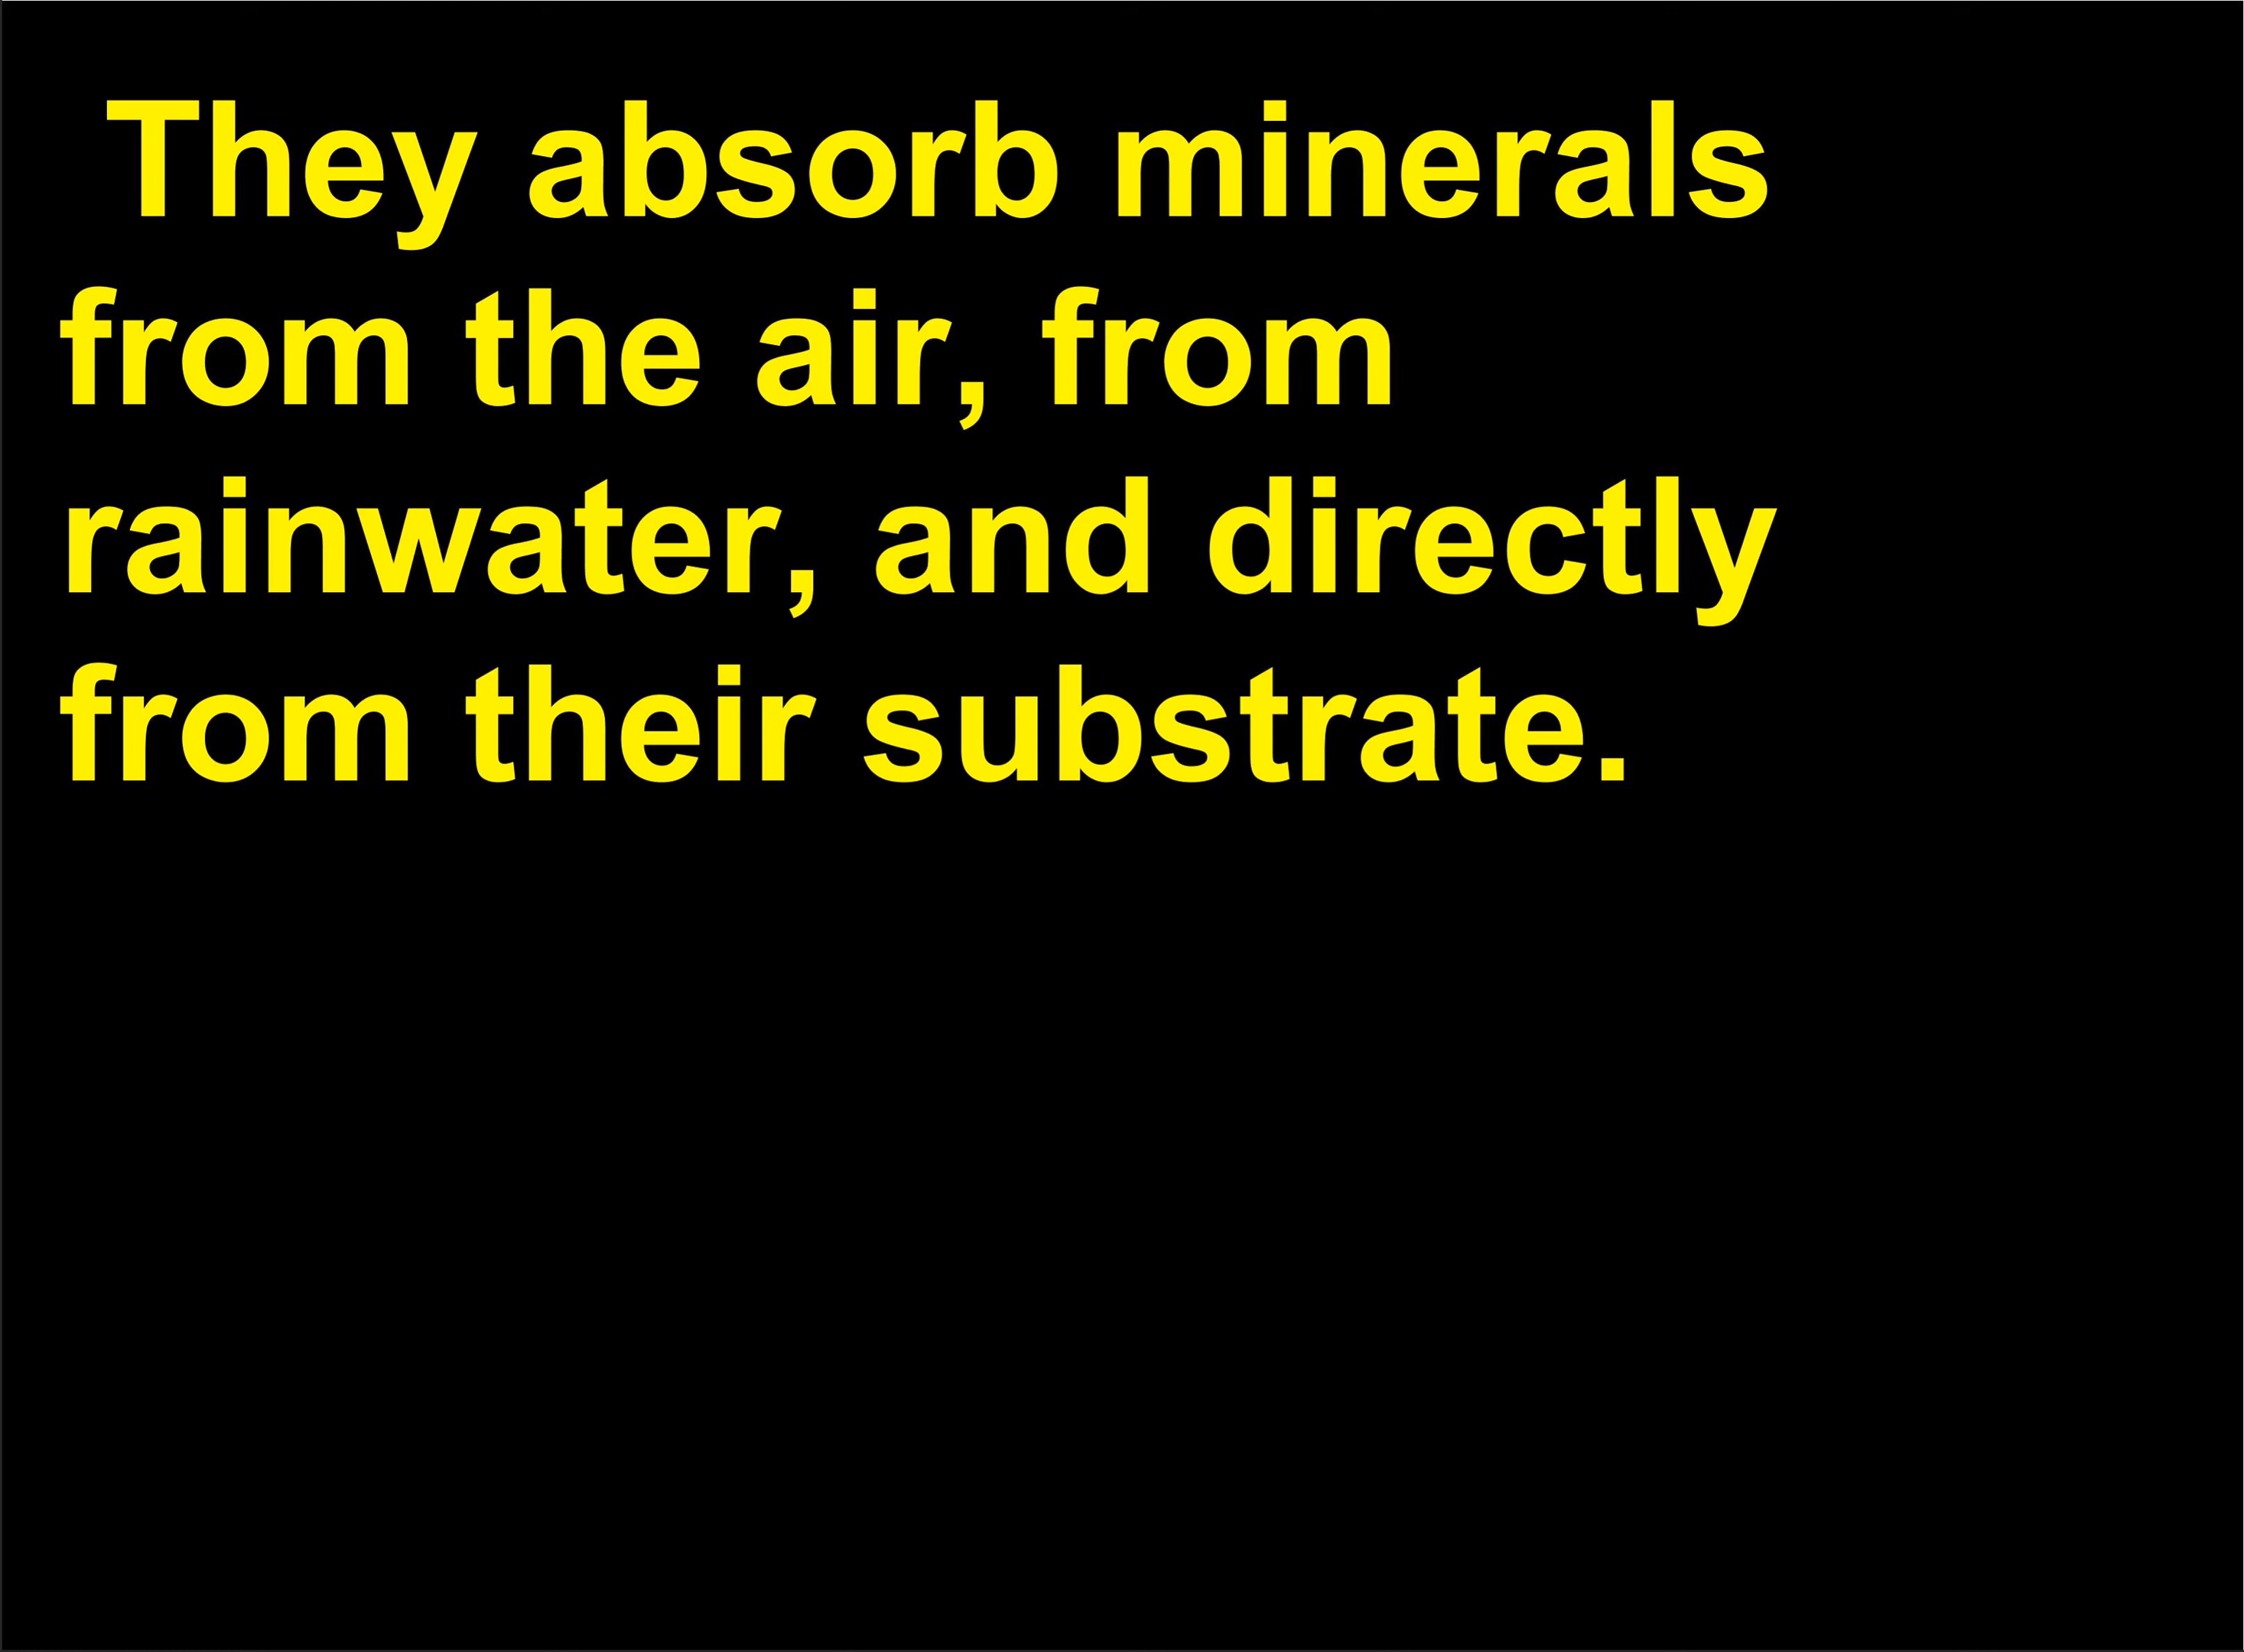 They absorb minerals
from the air, from
rainwater, and directly
from their substrate.